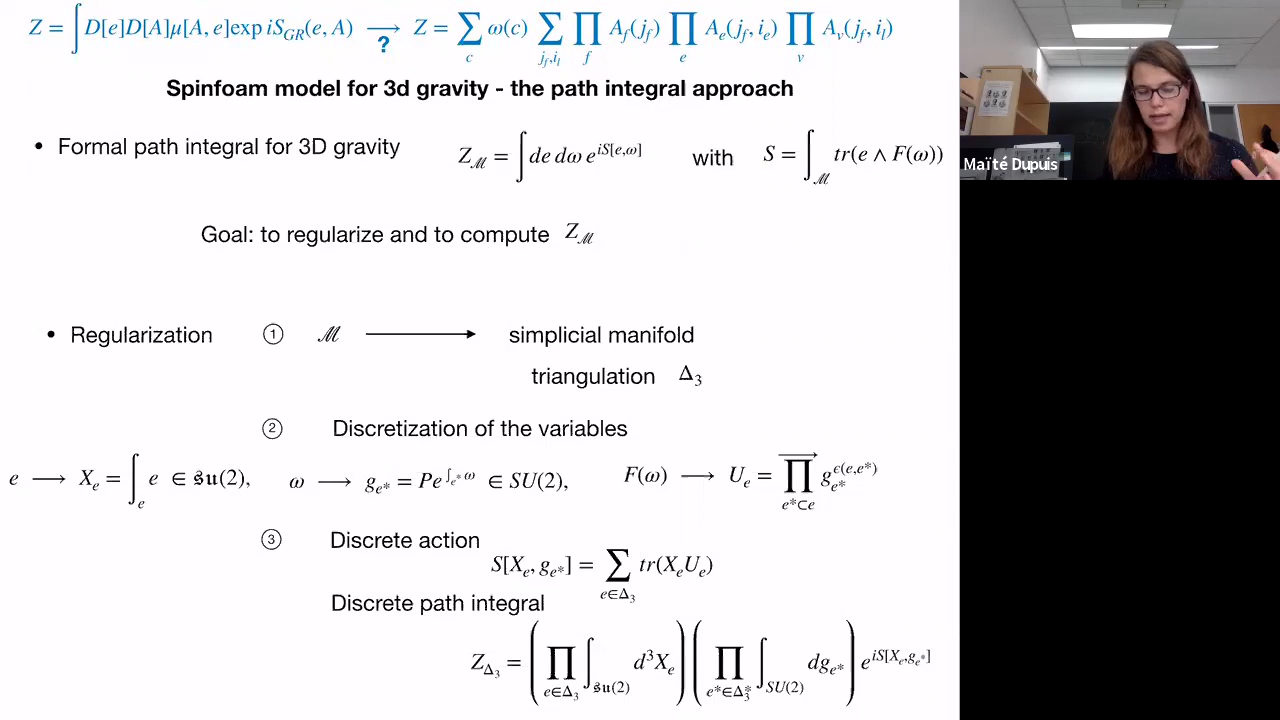 Z = ∫ D[e]D[A]μ[A, e]exp iS_{GR}(e, A) ⟶ ? Z = ∑_c ω(c) ∑_{j_f,i_l} ∏_f A_f(j_f) ∏_e A_e(j_f, i_e) ∏_v A_v(j_f, i_l)
Spinfoam model for 3d gravity - the path integral approach
• Formal path integral for 3D gravity Z_ℳ = ∫ de dω e^{iS[e,ω]} with S = ∫_ℳ tr(e ∧ F(ω))
Maïté Dupuis
Goal: to regularize and to compute Z_ℳ
• Regularization ① ℳ ⟶ simplicial manifold
triangulation Δ_3
② Discretization of the variables
e ⟶ X_e = ∫_e e ∈ 𝔰𝔲(2), ω ⟶ g_{e*} = Pe^{∫_{e*} ω} ∈ SU(2), F(ω) ⟶ U_e = \overrightarrow{∏}_{e*⊂e} g_{e*}^{ϵ(e,e*)}
③ Discrete action
S[X_e, g_{e*}] = ∑_{e∈Δ_3} tr(X_e U_e)
Discrete path integral
Z_{Δ_3} = (∏_{e∈Δ_3} ∫_{𝔰𝔲(2)} d^3X_e) (∏_{e*∈Δ_3^*} ∫_{SU(2)} dg_{e*}) e^{iS[X_e,g_{e*}]}